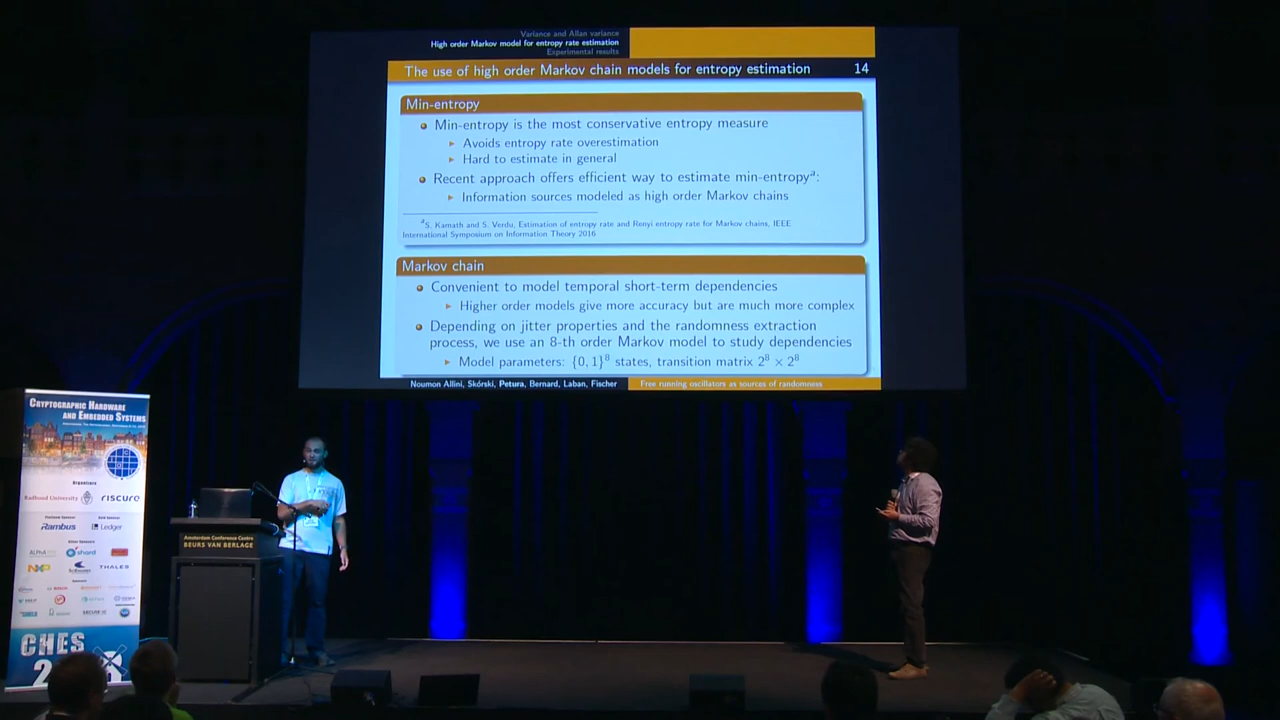 Variance and Allan variance
High order Markov model for entropy rate estimation
Experimental results
The use of high order Markov chain models for entropy estimation 14
Min-entropy
Min-entropy is the most conservative entropy measure
Avoids entropy rate overestimation
Hard to estimate in general
Recent approach offers efficient way to estimate min-entropyᵃ:
Information sources modeled as high order Markov chains
ᵃS. Kamath and S. Verdu, Estimation of entropy rate and Renyi entropy rate for Markov chains, IEEE
International Symposium on Information Theory 2016
Markov chain
Convenient to model temporal short-term dependencies
Higher order models give more accuracy but are much more complex
Depending on jitter properties and the randomness extraction
process, we use an 8-th order Markov model to study dependencies
Model parameters: {0, 1}⁸ states, transition matrix 2⁸ × 2⁸
Noumon Allini, Skórski, Petura, Bernard, Laban, Fischer Free running oscillators as sources of randomness
CRYPTOGRAPHIC HARDWARE
AND EMBEDDED SYSTEMS
Organizers
Radboud University riscure
Rambus Ledger
eshard
NXP THALES
CHES
Amsterdam Conference Centre
BEURS VAN BERLAGE